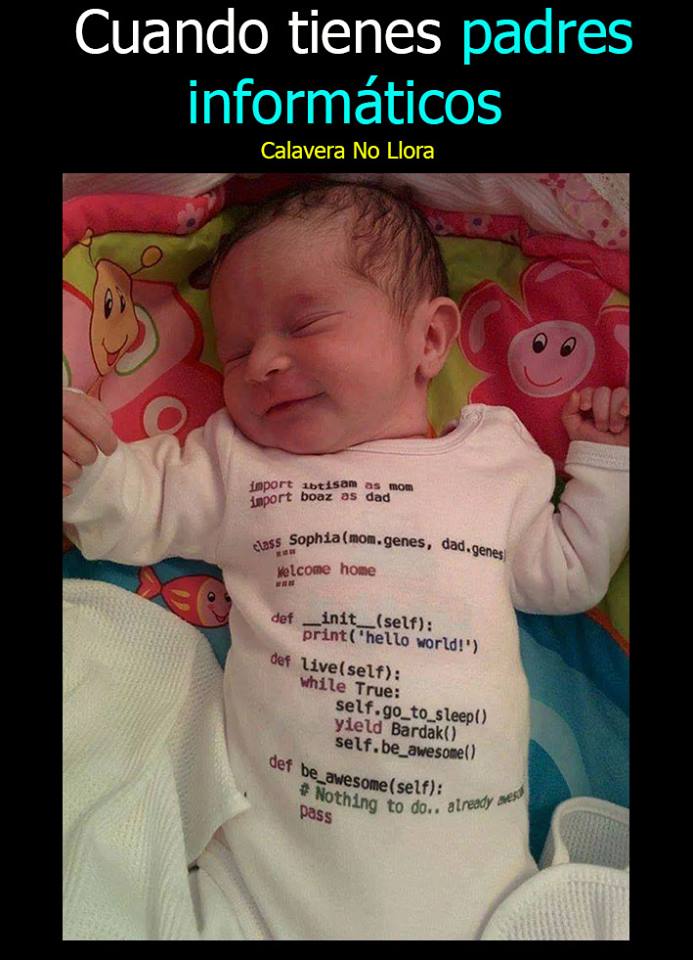 Cuando tienes padres
informáticos
Calavera No Llora
import ibtisam as mom
import boaz as dad
class Sophia(mom.genes, dad.genes
"""
Welcome home
"""
def __init__(self):
print('hello world!')
def live(self):
while True:
self.go_to_sleep()
yield Bardak()
self.be_awesome()
def be_awesome(self):
# Nothing to do.. already
pass